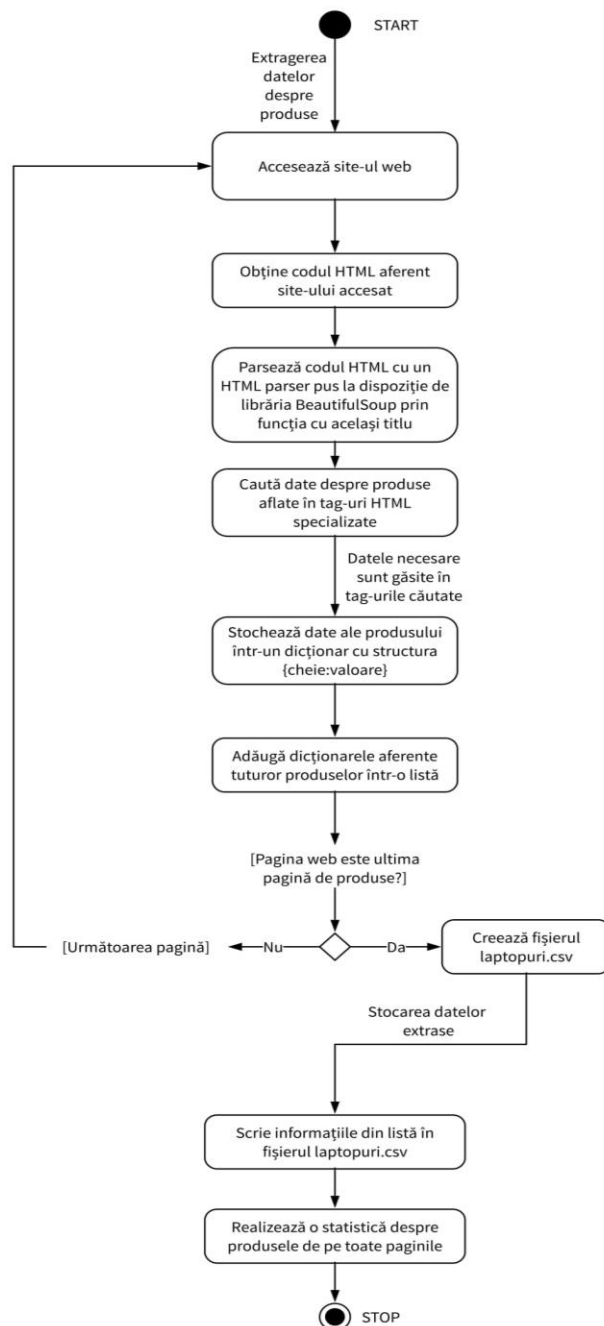 START
Extragerea
datelor
despre
produse
Accesează site-ul web
Obține codul HTML aferent
site-ului accesat
Parsează codul HTML cu un
HTML parser pus la dispoziție de
librăria BeautifulSoup prin
funcția cu același titlu
Caută date despre produse
aflate în tag-uri HTML
specializate
Datele necesare
sunt găsite în
tag-urile căutate
Stochează date ale produsului
într-un dicționar cu structura
{cheie:valoare}
Adăugă dicționarele aferente
tuturor produselor într-o listă
[Pagina web este ultima
pagină de produse?]
[Următoarea pagină]
Nu
Da
Creează fișierul
laptopuri.csv
Stocarea datelor
extrase
Scrie informațiile din listă în
fișierul laptopuri.csv
Realizează o statistică despre
produsele de pe toate paginile
STOP